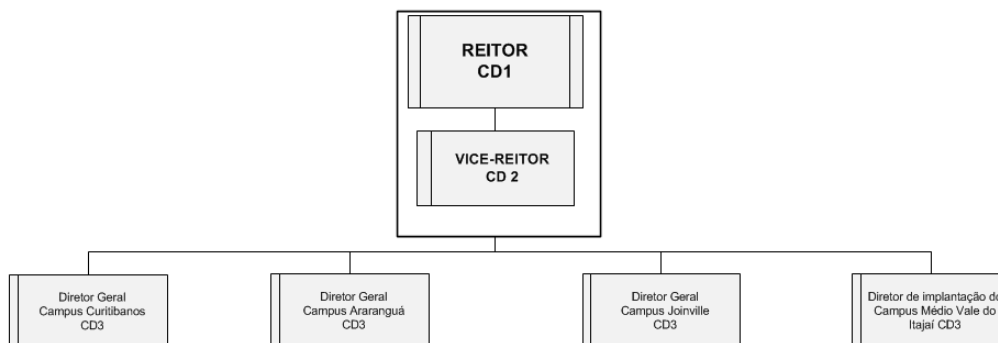 REITOR
CD1
VICE-REITOR
CD 2
Diretor Geral
Campus Curitibanos
CD3
Diretor Geral
Campus Araranguá
CD3
Diretor Geral
Campus Joinville
CD3
Diretor de implantação do
Campus Médio Vale do
Itajaí CD3